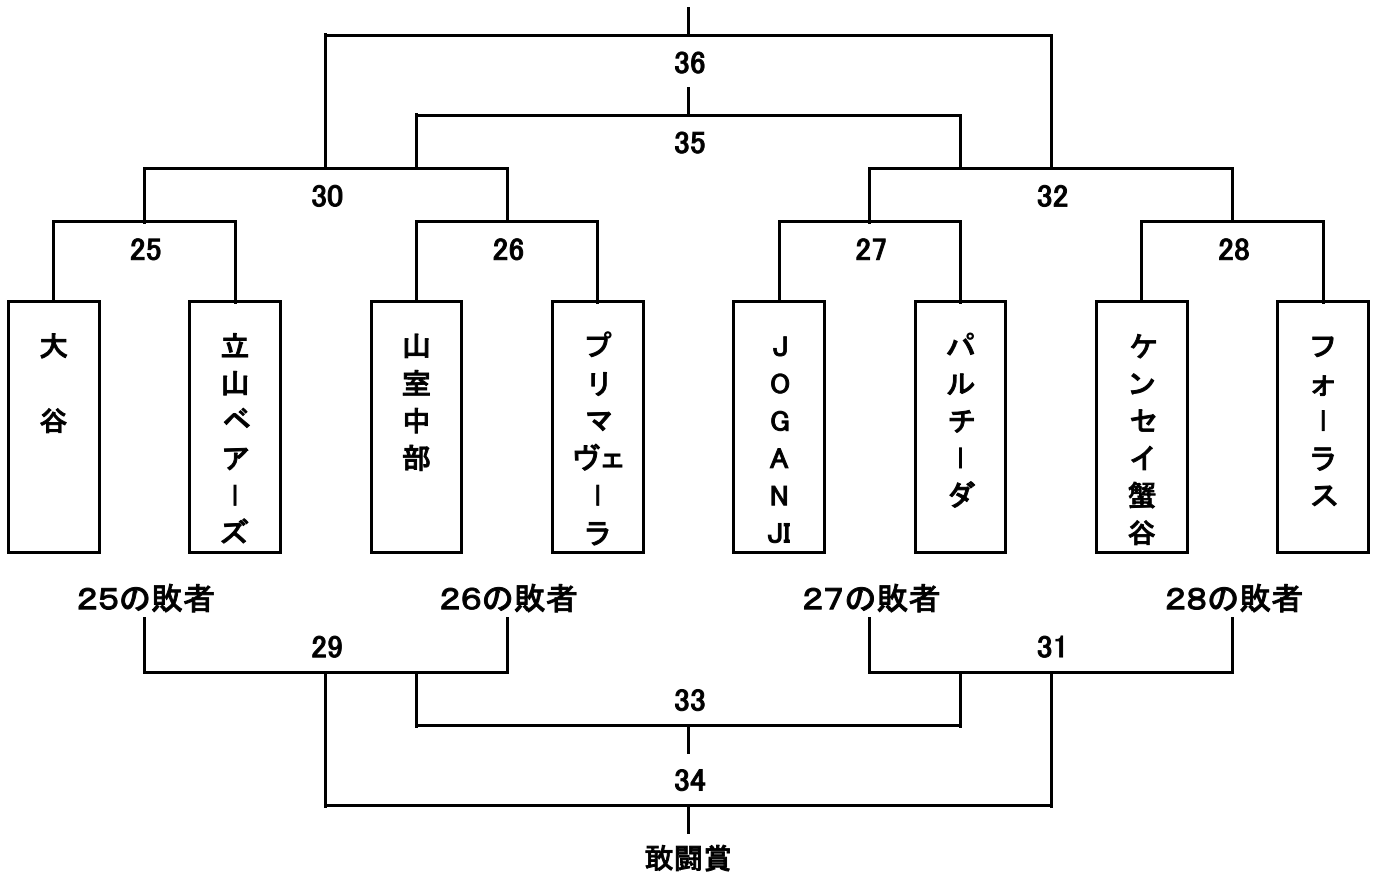 36
35
30
32
25
26
27
28
大谷
立山ベアーズ
山室中部
プリマヴェーラ
JOGANJI
パルチーダ
ケンセイ蟹谷
フォーラス
25の敗者
26の敗者
27の敗者
28の敗者
29
31
33
34
敢闘賞